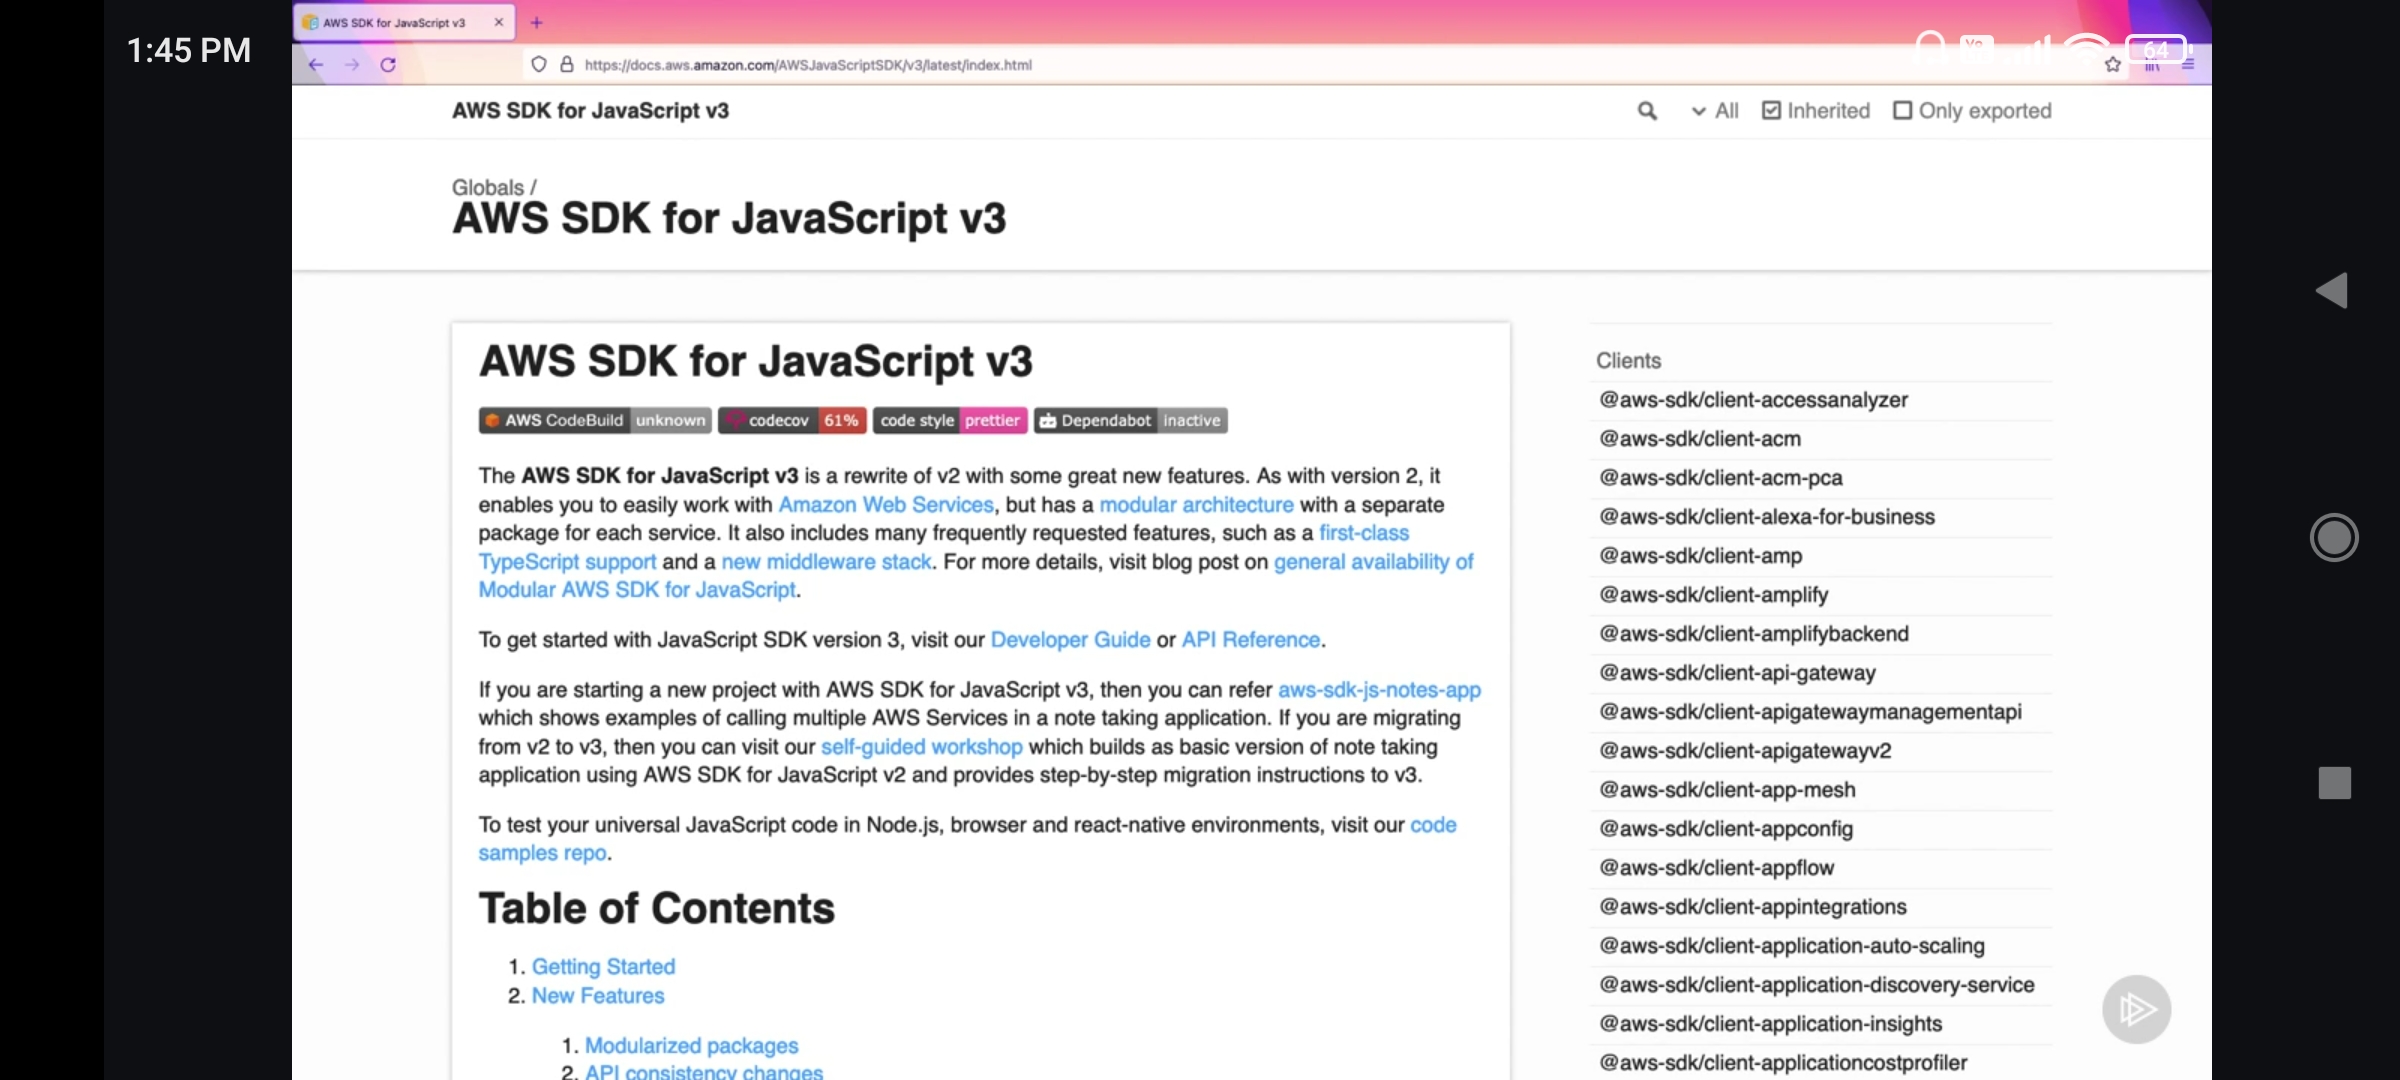 AWS SDK for JavaScript v3
1:45 PM
64
https://docs.aws.amazon.com/AWSJavaScriptSDK/v3/latest/index.html
AWS SDK for JavaScript v3
All
Inherited
Only exported
Globals /
AWS SDK for JavaScript v3
AWS SDK for JavaScript v3
AWS CodeBuild unknown codecov 61% code style prettier Dependabot inactive
The AWS SDK for JavaScript v3 is a rewrite of v2 with some great new features. As with version 2, it
enables you to easily work with Amazon Web Services, but has a modular architecture with a separate
package for each service. It also includes many frequently requested features, such as a first-class
TypeScript support and a new middleware stack. For more details, visit blog post on general availability of
Modular AWS SDK for JavaScript.
To get started with JavaScript SDK version 3, visit our Developer Guide or API Reference.
If you are starting a new project with AWS SDK for JavaScript v3, then you can refer aws-sdk-js-notes-app
which shows examples of calling multiple AWS Services in a note taking application. If you are migrating
from v2 to v3, then you can visit our self-guided workshop which builds as basic version of note taking
application using AWS SDK for JavaScript v2 and provides step-by-step migration instructions to v3.
To test your universal JavaScript code in Node.js, browser and react-native environments, visit our code
samples repo.
Table of Contents
1. Getting Started
2. New Features
1. Modularized packages
2. API consistency changes
Clients
@aws-sdk/client-accessanalyzer
@aws-sdk/client-acm
@aws-sdk/client-acm-pca
@aws-sdk/client-alexa-for-business
@aws-sdk/client-amp
@aws-sdk/client-amplify
@aws-sdk/client-amplifybackend
@aws-sdk/client-api-gateway
@aws-sdk/client-apigatewaymanagementapi
@aws-sdk/client-apigatewayv2
@aws-sdk/client-app-mesh
@aws-sdk/client-appconfig
@aws-sdk/client-appflow
@aws-sdk/client-appintegrations
@aws-sdk/client-application-auto-scaling
@aws-sdk/client-application-discovery-service
@aws-sdk/client-application-insights
@aws-sdk/client-applicationcostprofiler